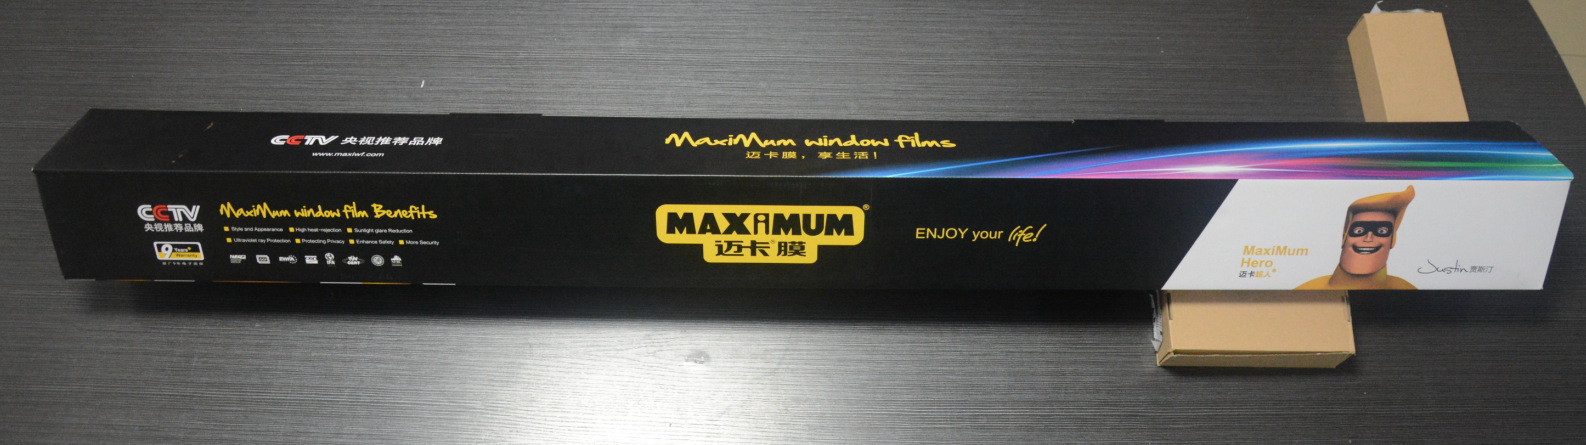 CCTV 央视推荐品牌
www.maxiwf.com
MaxiMum window films
迈卡膜，享生活！
CCTV
央视推荐品牌
9 Years+
Warranty
MaxiMum window film Benefits
Style and Appearance High heat-rejection Sunlight glare Reduction
Ultraviolet ray Protection Protecting Privacy Enhance Safety More Security
MAXiMUM®
迈卡®膜
ENJOY your life!
MaxiMum
Hero
迈卡超人®
Justin 贾斯汀